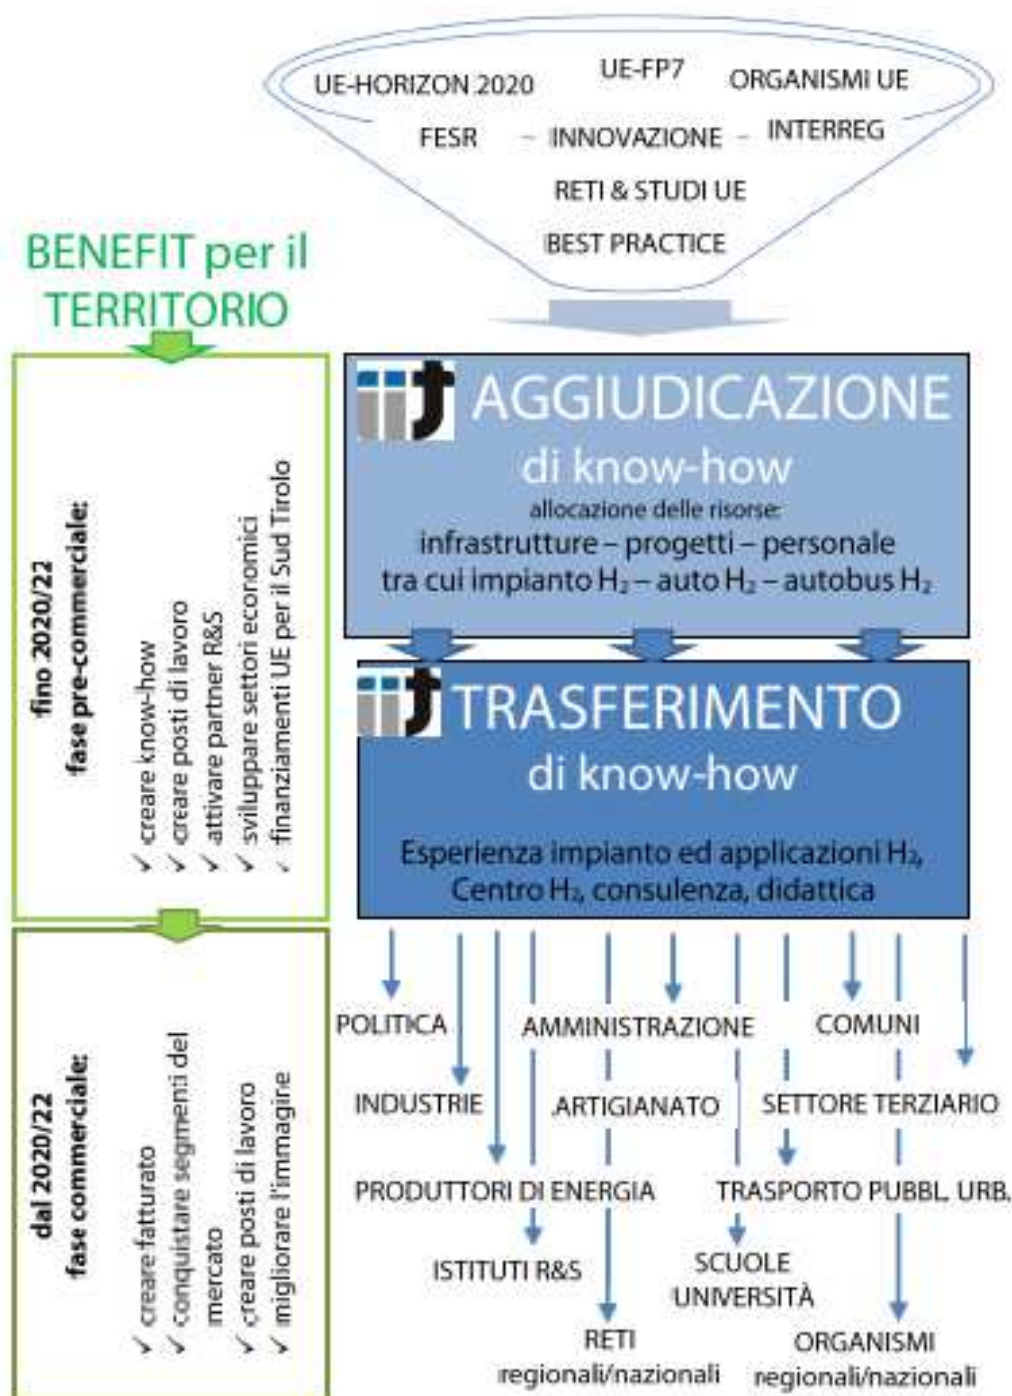 UE-HORIZON 2020
UE-FP7
ORGANISMI UE
FESR – INNOVAZIONE – INTERREG
RETI & STUDI UE
BEST PRACTICE
BENEFIT per il
TERRITORIO
fino 2020/22
fase pre-commerciale:
✓ creare know-how
✓ creare posti di lavoro
✓ attivare partner R&S
✓ sviluppare settori economici
✓ finanziamenti UE per il Sud Tirolo
dal 2020/22
fase commerciale:
✓ creare fatturato
✓ conquistare segmenti del
mercato
✓ creare posti di lavoro
✓ migliorare l'immagine
iit AGGIUDICAZIONE
di know-how
allocazione delle risorse:
infrastrutture – progetti – personale
tra cui impianto H₂ – auto H₂ – autobus H₂
iit TRASFERIMENTO
di know-how
Esperienza impianto ed applicazioni H₂,
Centro H₂, consulenza, didattica
POLITICA
AMMINISTRAZIONE
COMUNI
INDUSTRIE
ARTIGIANATO
SETTORE TERZIARIO
PRODUTTORI DI ENERGIA
TRASPORTO PUBBL. URB.
ISTITUTI R&S
SCUOLE
UNIVERSITÀ
RETI
regionali/nazionali
ORGANISMI
regionali/nazionali